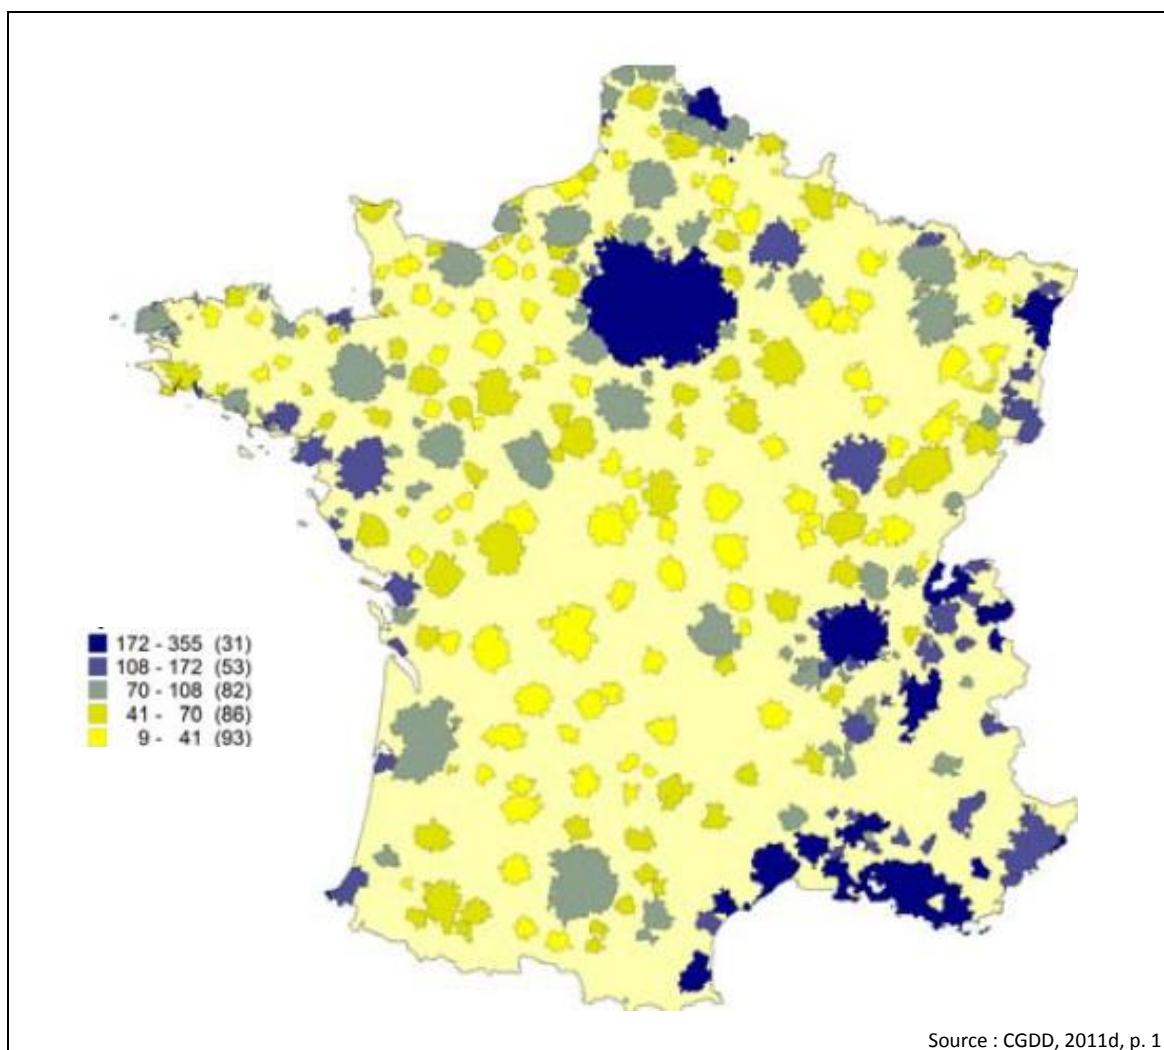 172 - 355 (31)
108 - 172 (53)
70 - 108 (82)
41 - 70 (86)
9 - 41 (93)
Source : CGDD, 2011d, p. 1